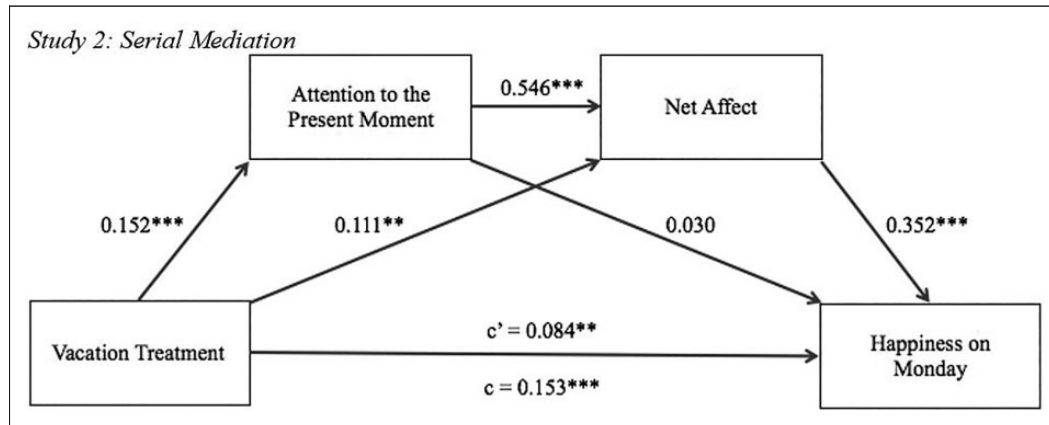 Study 2: Serial Mediation
Attention to the
Present Moment
0.546***
Net Affect
0.152***
0.111**
0.030
0.352***
Vacation Treatment
c’ = 0.084**
c = 0.153***
Happiness on
Monday